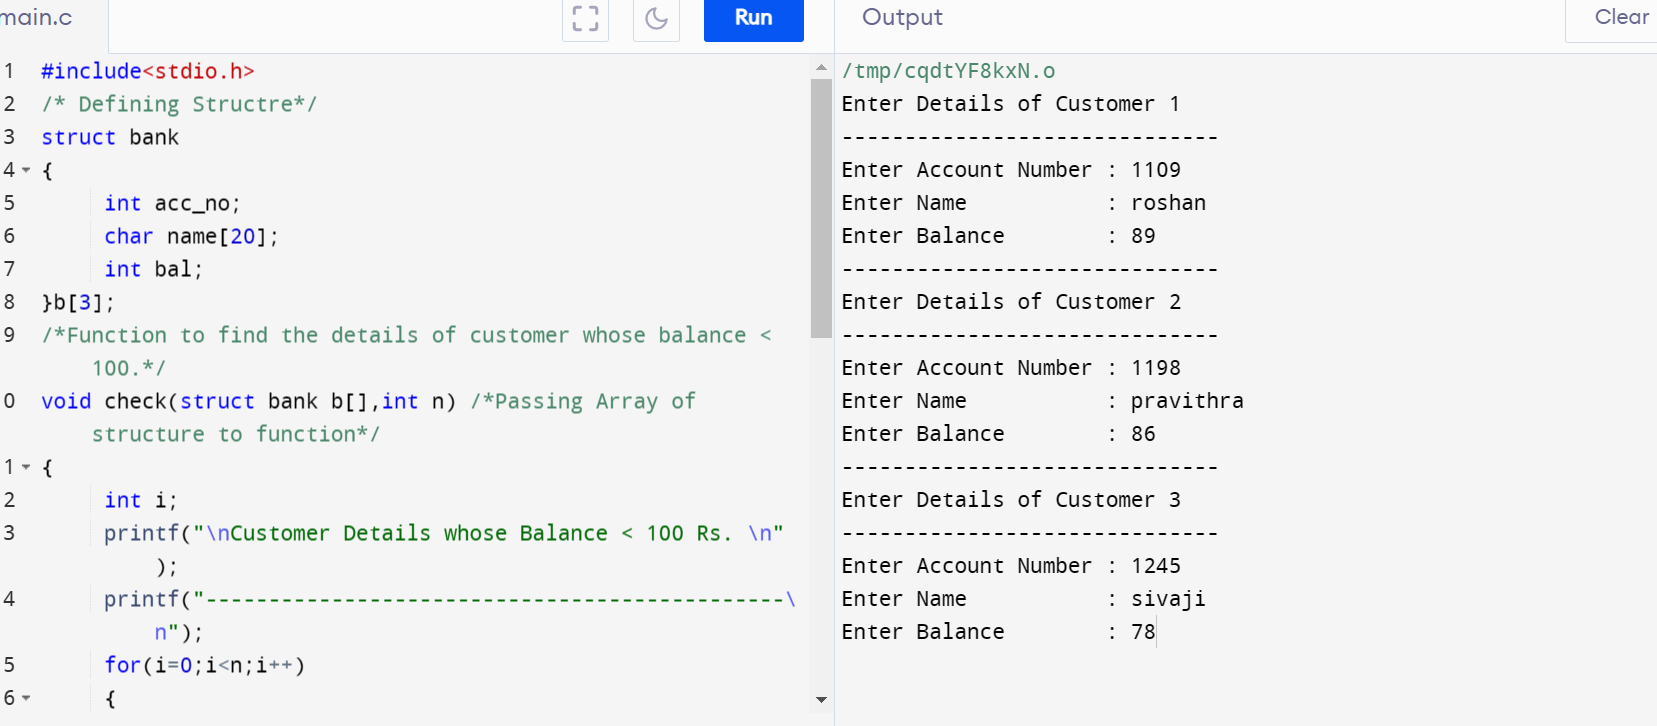 main.c
Run
Output
Clear
1 #include<stdio.h>
2 /* Defining Structre*/
3 struct bank
4 {
5 int acc_no;
6 char name[20];
7 int bal;
8 }b[3];
9 /*Function to find the details of customer whose balance <
100.*/
0 void check(struct bank b[],int n) /*Passing Array of
structure to function*/
1 {
2 int i;
3 printf("\nCustomer Details whose Balance < 100 Rs. \n"
);
4 printf("----------------------------------------------\
n");
5 for(i=0;i<n;i++)
6 {
/tmp/cqdtYF8kxN.o
Enter Details of Customer 1
------------------------------
Enter Account Number : 1109
Enter Name : roshan
Enter Balance : 89
------------------------------
Enter Details of Customer 2
------------------------------
Enter Account Number : 1198
Enter Name : pravithra
Enter Balance : 86
------------------------------
Enter Details of Customer 3
------------------------------
Enter Account Number : 1245
Enter Name : sivaji
Enter Balance : 78